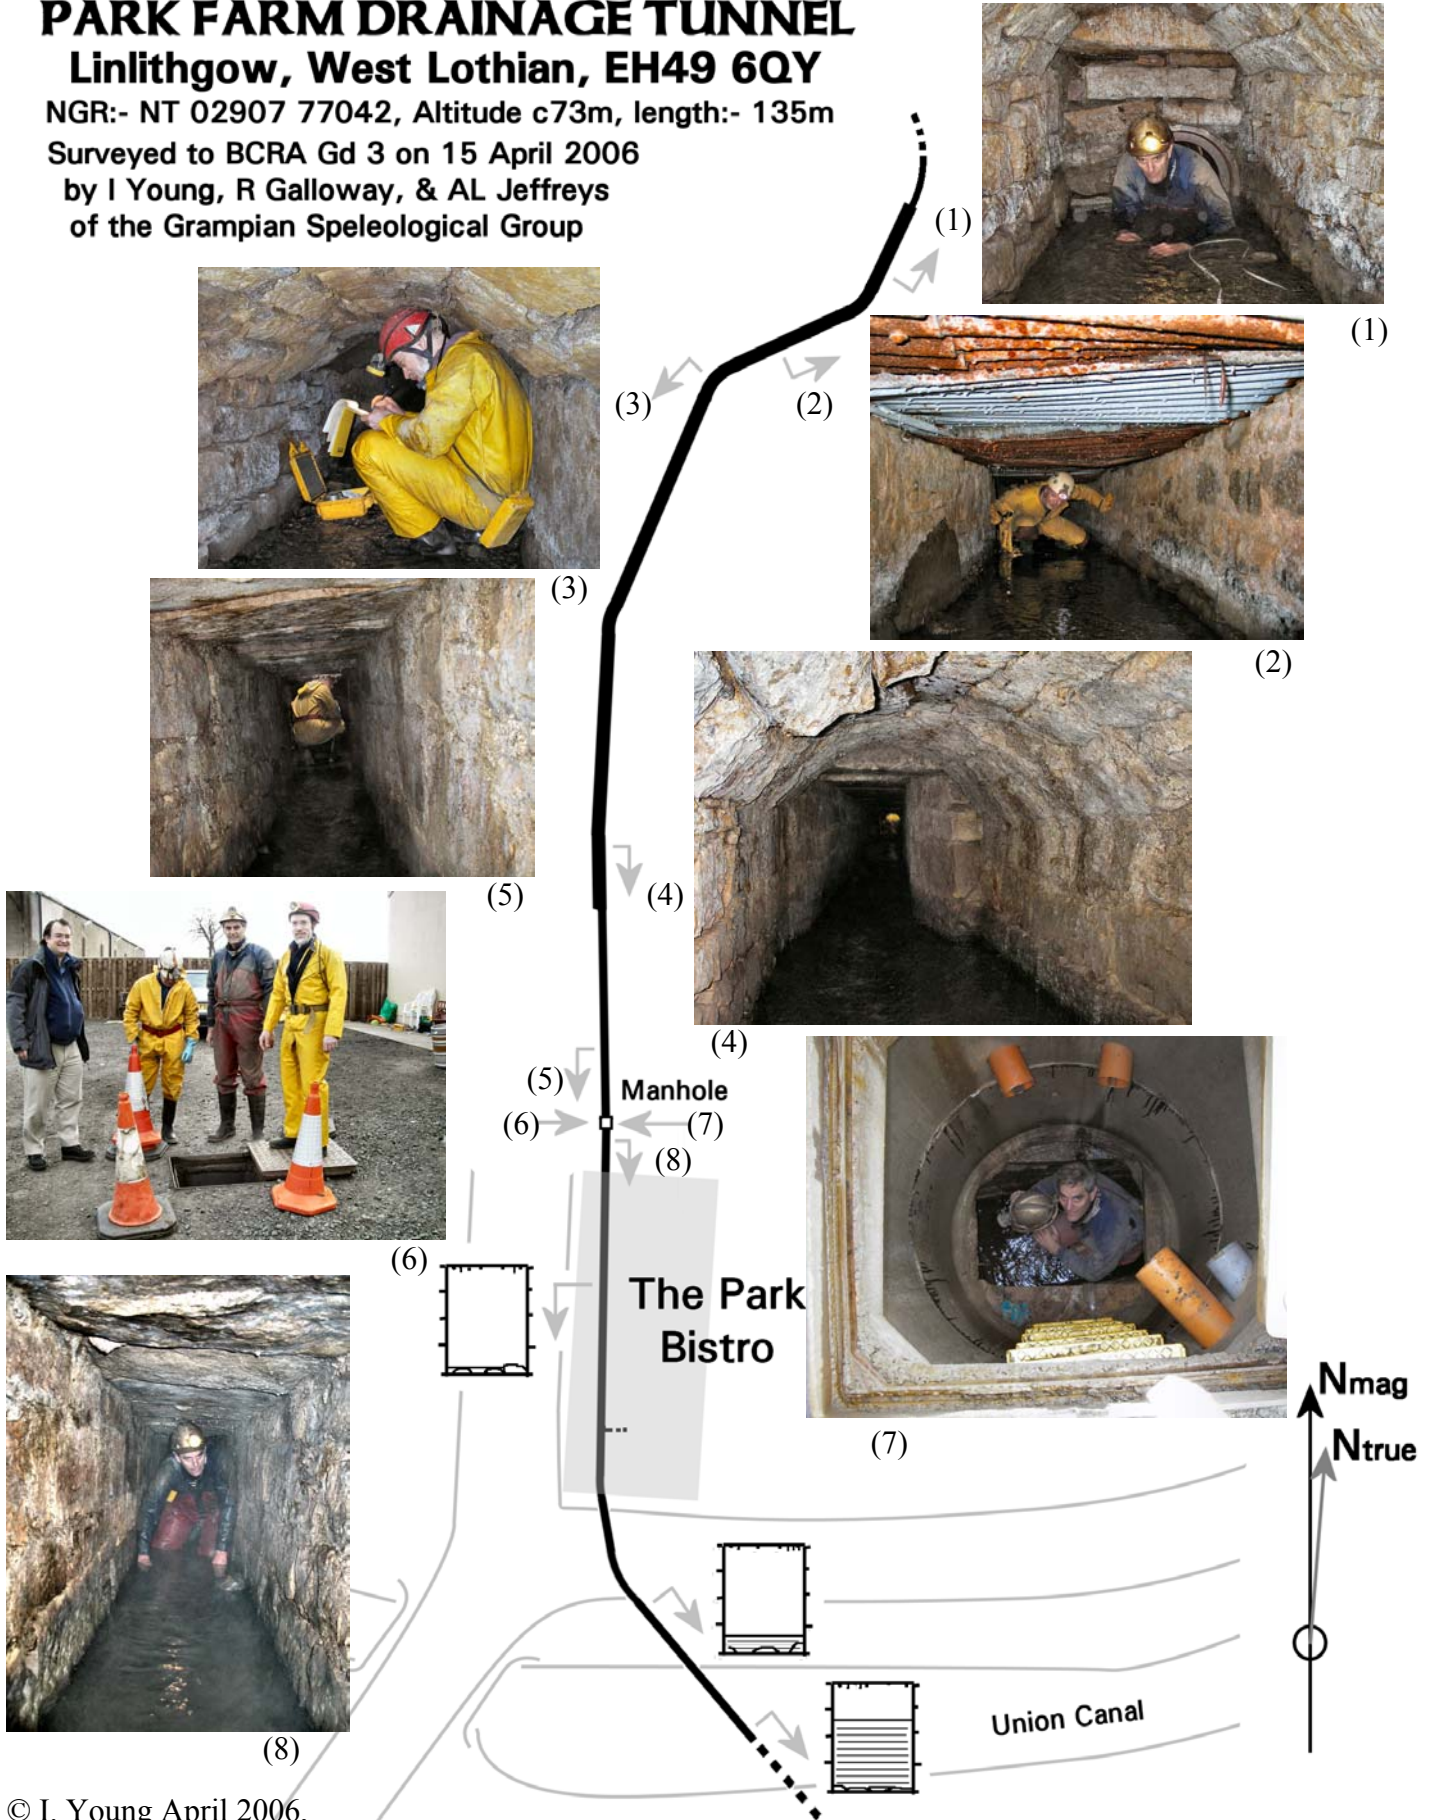 PARK FARM DRAINAGE TUNNEL
Linlithgow, West Lothian, EH49 6QY
NGR:- NT 02907 77042, Altitude c73m, length:- 135m
Surveyed to BCRA Gd 3 on 15 April 2006
by I Young, R Galloway, & AL Jeffreys
of the Grampian Speleological Group
(1)
(1)
(3)
(2)
(3)
(2)
(5)
(4)
(4)
(5)
Manhole
(6)
(7)
(8)
(6)
The Park
Bistro
Nmag
(7)
Ntrue
Union Canal
(8)
© I. Young April 2006.